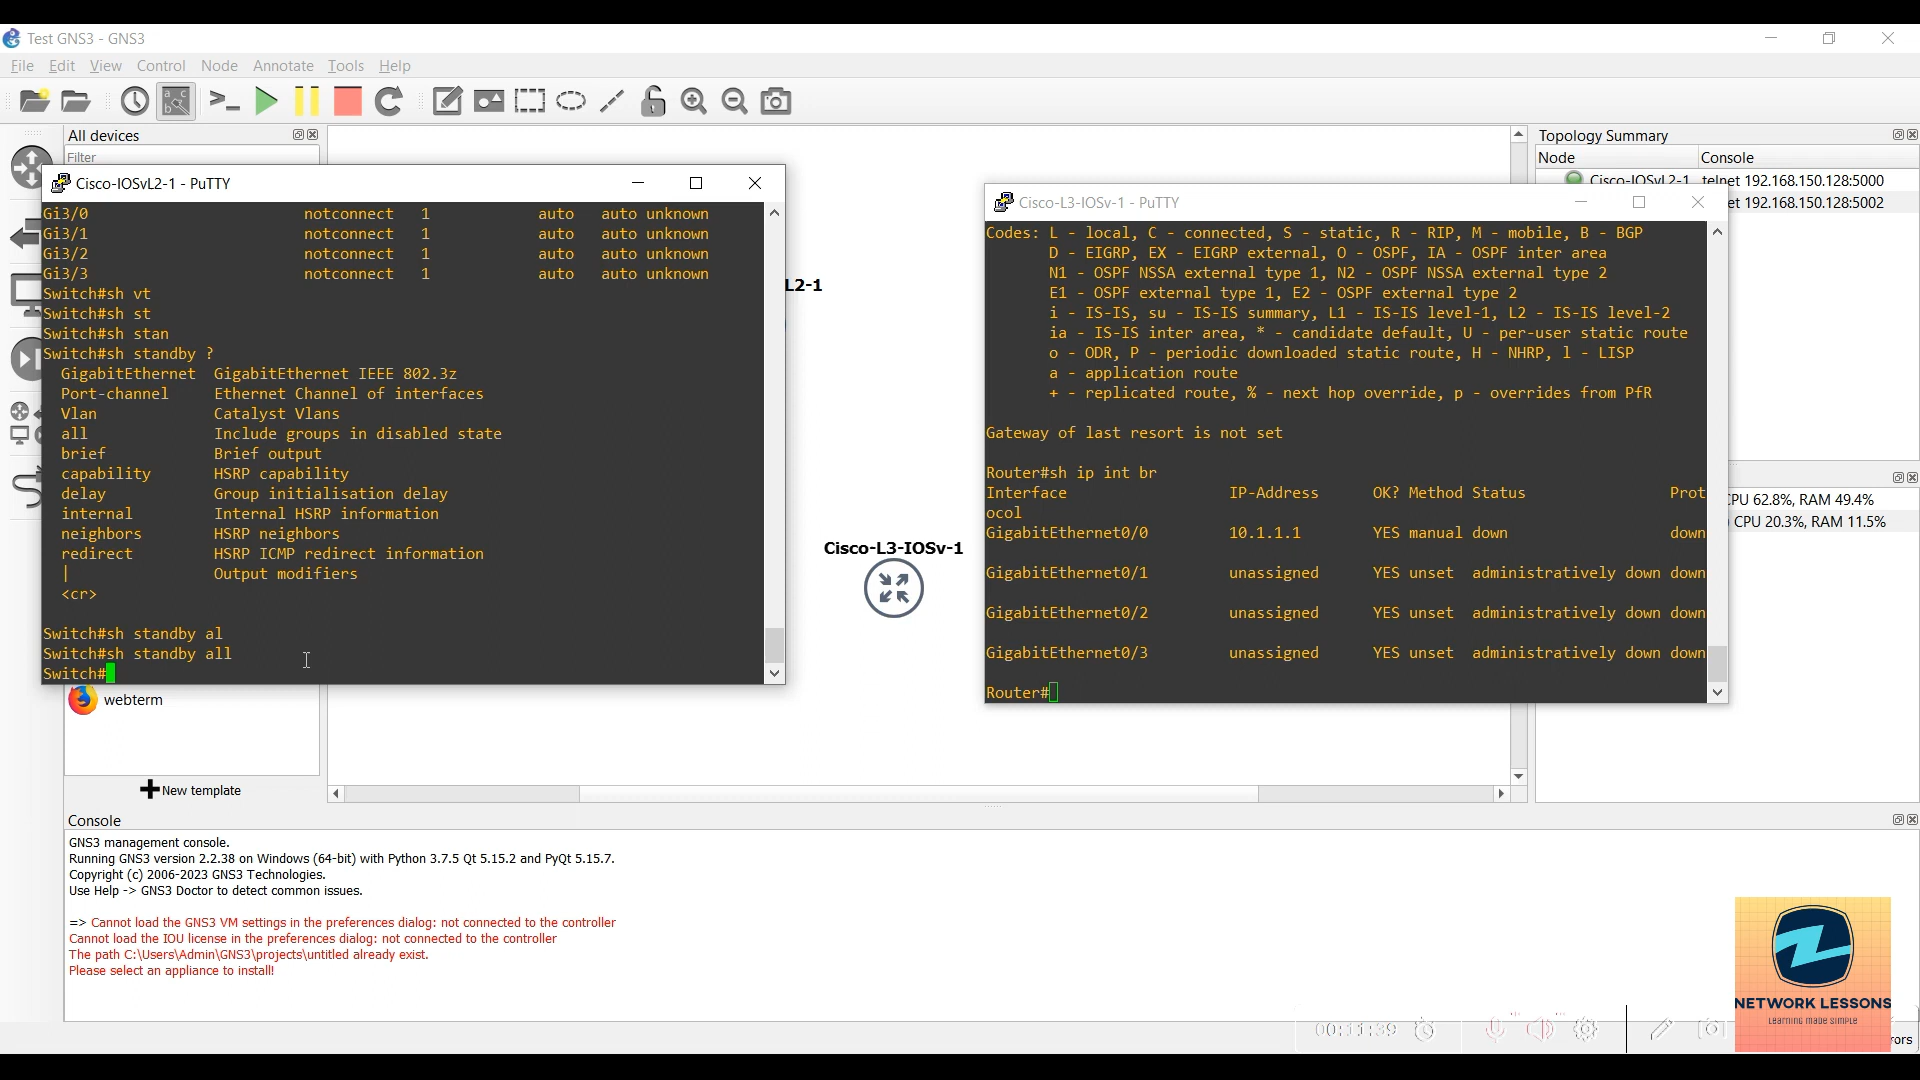 Test GNS3 - GNS3
File Edit View Control Node Annotate Tools Help
All devices
Filter
Cisco-IOSvL2-1 - PuTTY
Gi3/0 notconnect 1 auto auto unknown
Gi3/1 notconnect 1 auto auto unknown
Gi3/2 notconnect 1 auto auto unknown
Gi3/3 notconnect 1 auto auto unknown
Switch#sh vt
Switch#sh st
Switch#sh stan
Switch#sh standby ?
GigabitEthernet GigabitEthernet IEEE 802.3z
Port-channel Ethernet Channel of interfaces
Vlan Catalyst Vlans
all Include groups in disabled state
brief Brief output
capability HSRP capability
delay Group initialisation delay
internal Internal HSRP information
neighbors HSRP neighbors
redirect HSRP ICMP redirect information
| Output modifiers
<cr>
Switch#sh standby al
Switch#sh standby all
Switch#
webterm
New template
L2-1
Cisco-L3-IOSv-1
Cisco-L3-IOSv-1 - PuTTY
Codes: L - local, C - connected, S - static, R - RIP, M - mobile, B - BGP
D - EIGRP, EX - EIGRP external, O - OSPF, IA - OSPF inter area
N1 - OSPF NSSA external type 1, N2 - OSPF NSSA external type 2
E1 - OSPF external type 1, E2 - OSPF external type 2
i - IS-IS, su - IS-IS summary, L1 - IS-IS level-1, L2 - IS-IS level-2
ia - IS-IS inter area, * - candidate default, U - per-user static route
o - ODR, P - periodic downloaded static route, H - NHRP, l - LISP
a - application route
+ - replicated route, % - next hop override, p - overrides from PfR
Gateway of last resort is not set
Router#sh ip int br
Interface IP-Address OK? Method Status Prot
ocol
GigabitEthernet0/0 10.1.1.1 YES manual down down
GigabitEthernet0/1 unassigned YES unset administratively down down
GigabitEthernet0/2 unassigned YES unset administratively down down
GigabitEthernet0/3 unassigned YES unset administratively down down
Router#
Topology Summary
Node Console
Cisco-IOSvL2-1 telnet 192.168.150.128:5000
et 192.168.150.128:5002
CPU 62.8%, RAM 49.4%
CPU 20.3%, RAM 11.5%
Console
GNS3 management console.
Running GNS3 version 2.2.38 on Windows (64-bit) with Python 3.7.5 Qt 5.15.2 and PyQt 5.15.7.
Copyright (c) 2006-2023 GNS3 Technologies.
Use Help -> GNS3 Doctor to detect common issues.
=> Cannot load the GNS3 VM settings in the preferences dialog: not connected to the controller
Cannot load the IOU license in the preferences dialog: not connected to the controller
The path C:\Users\Admin\GNS3\projects\untitled already exist.
Please select an appliance to install!
00:11:39
NETWORK LESSONS
Learning made simple
rors